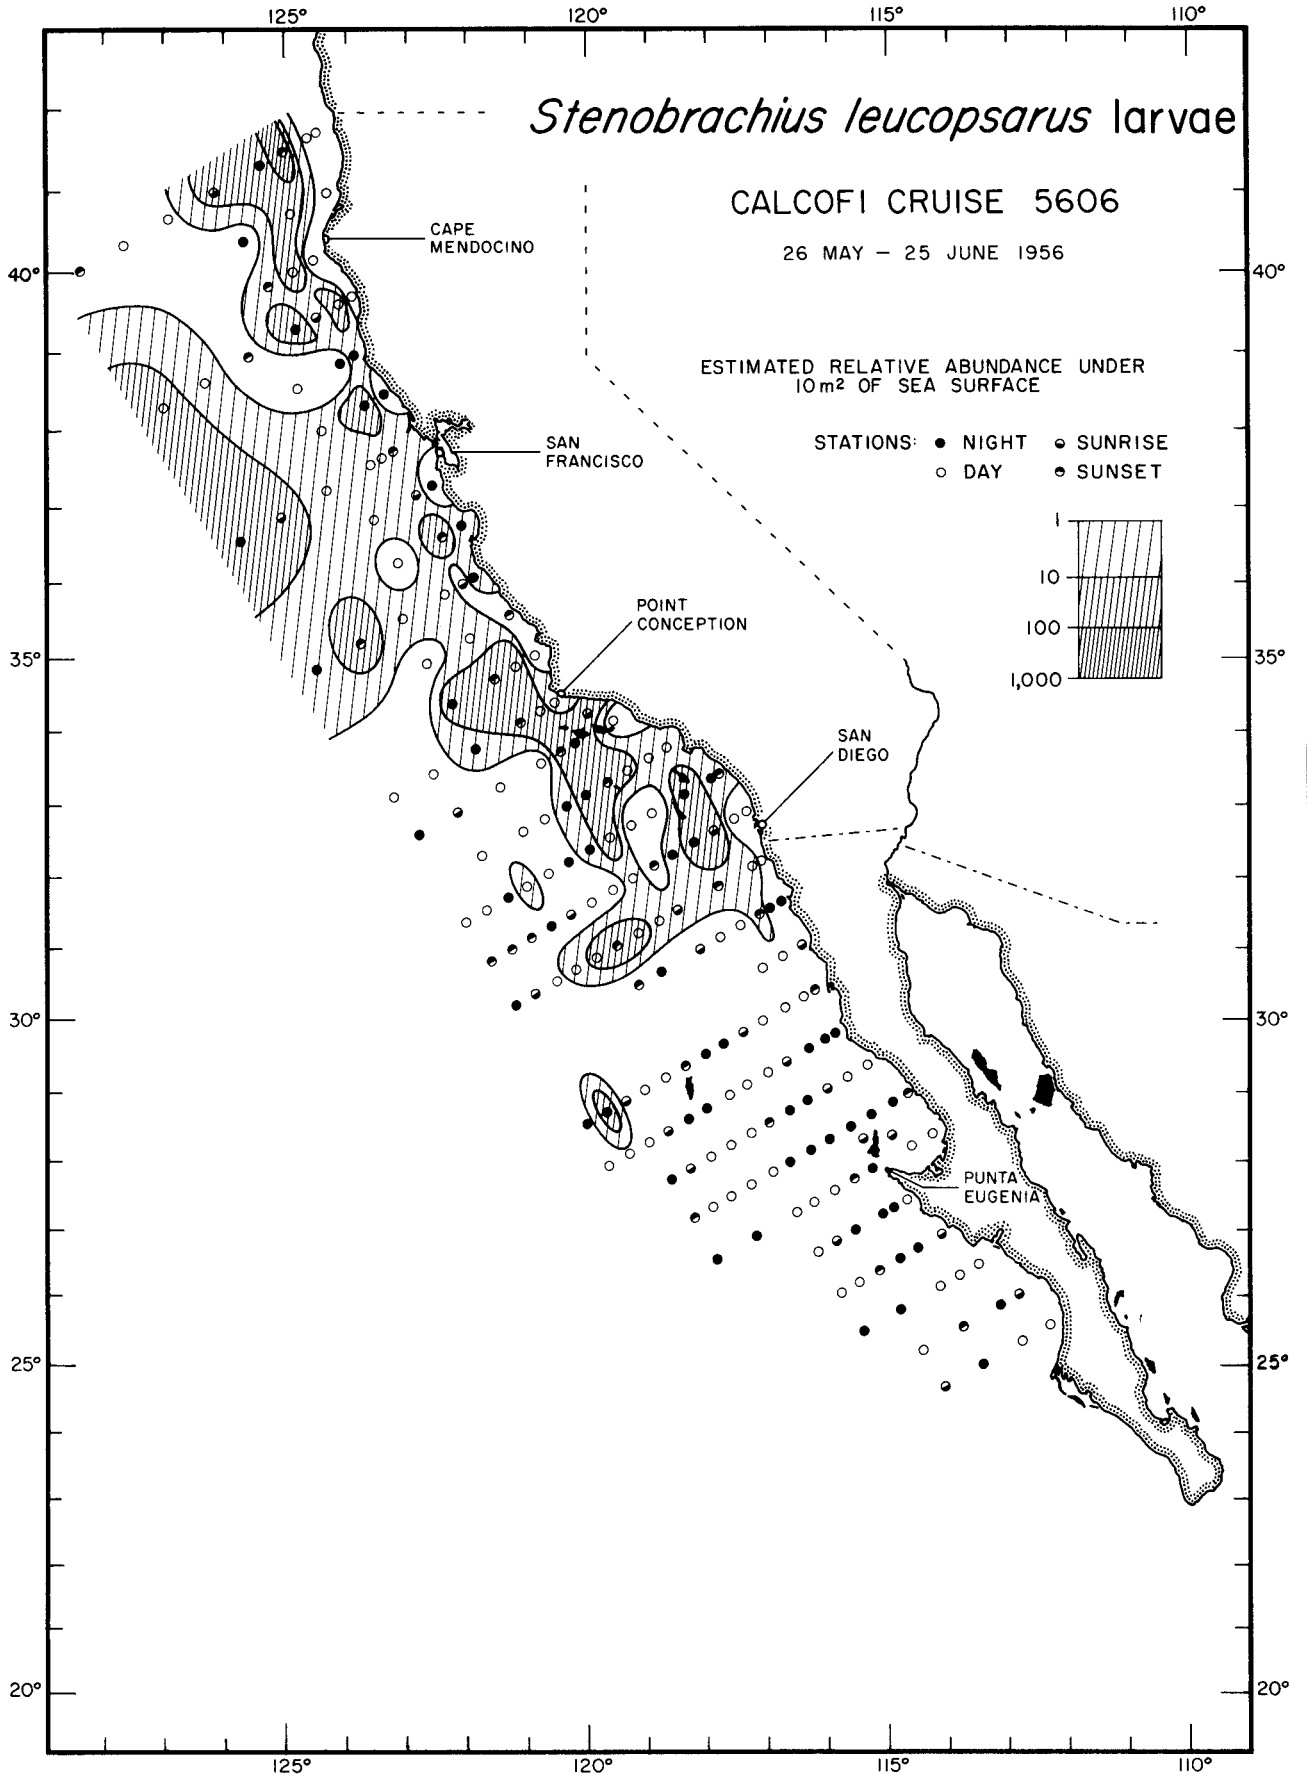 125° 120° 115° 110°
Stenobrachius leucopsarus larvae
CALCOFI CRUISE 5606
26 MAY — 25 JUNE 1956
CAPE
MENDOCINO
40° 40°
ESTIMATED RELATIVE ABUNDANCE UNDER
10 m² OF SEA SURFACE
STATIONS: NIGHT SUNRISE
DAY SUNSET
SAN
FRANCISCO
1
10
100
1,000
POINT
CONCEPTION
35° 35°
SAN
DIEGO
30° 30°
PUNTA
EUGENIA
25° 25°
20° 20°
125° 120° 115° 110°